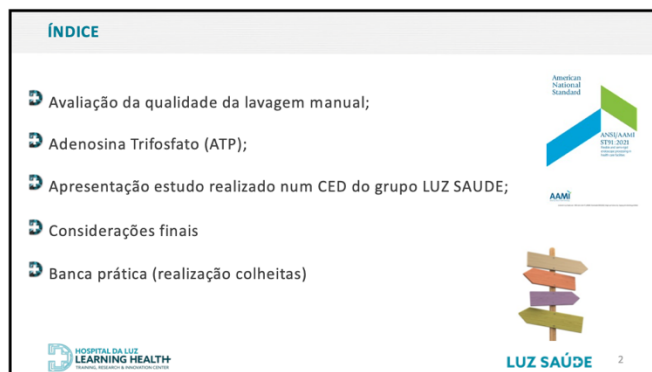 ÍNDICE
Avaliação da qualidade da lavagem manual;
Adenosina Trifosfato (ATP);
Apresentação estudo realizado num CED do grupo LUZ SAUDE;
Considerações finais
Banca prática (realização colheitas)
American
National
Standard
ANSI/AAMI
ST91:2021
AAMI
HOSPITAL DA LUZ
LEARNING HEALTH+
TRAINING, RESEARCH & INNOVATION CENTER
LUZ SAÚDE
2